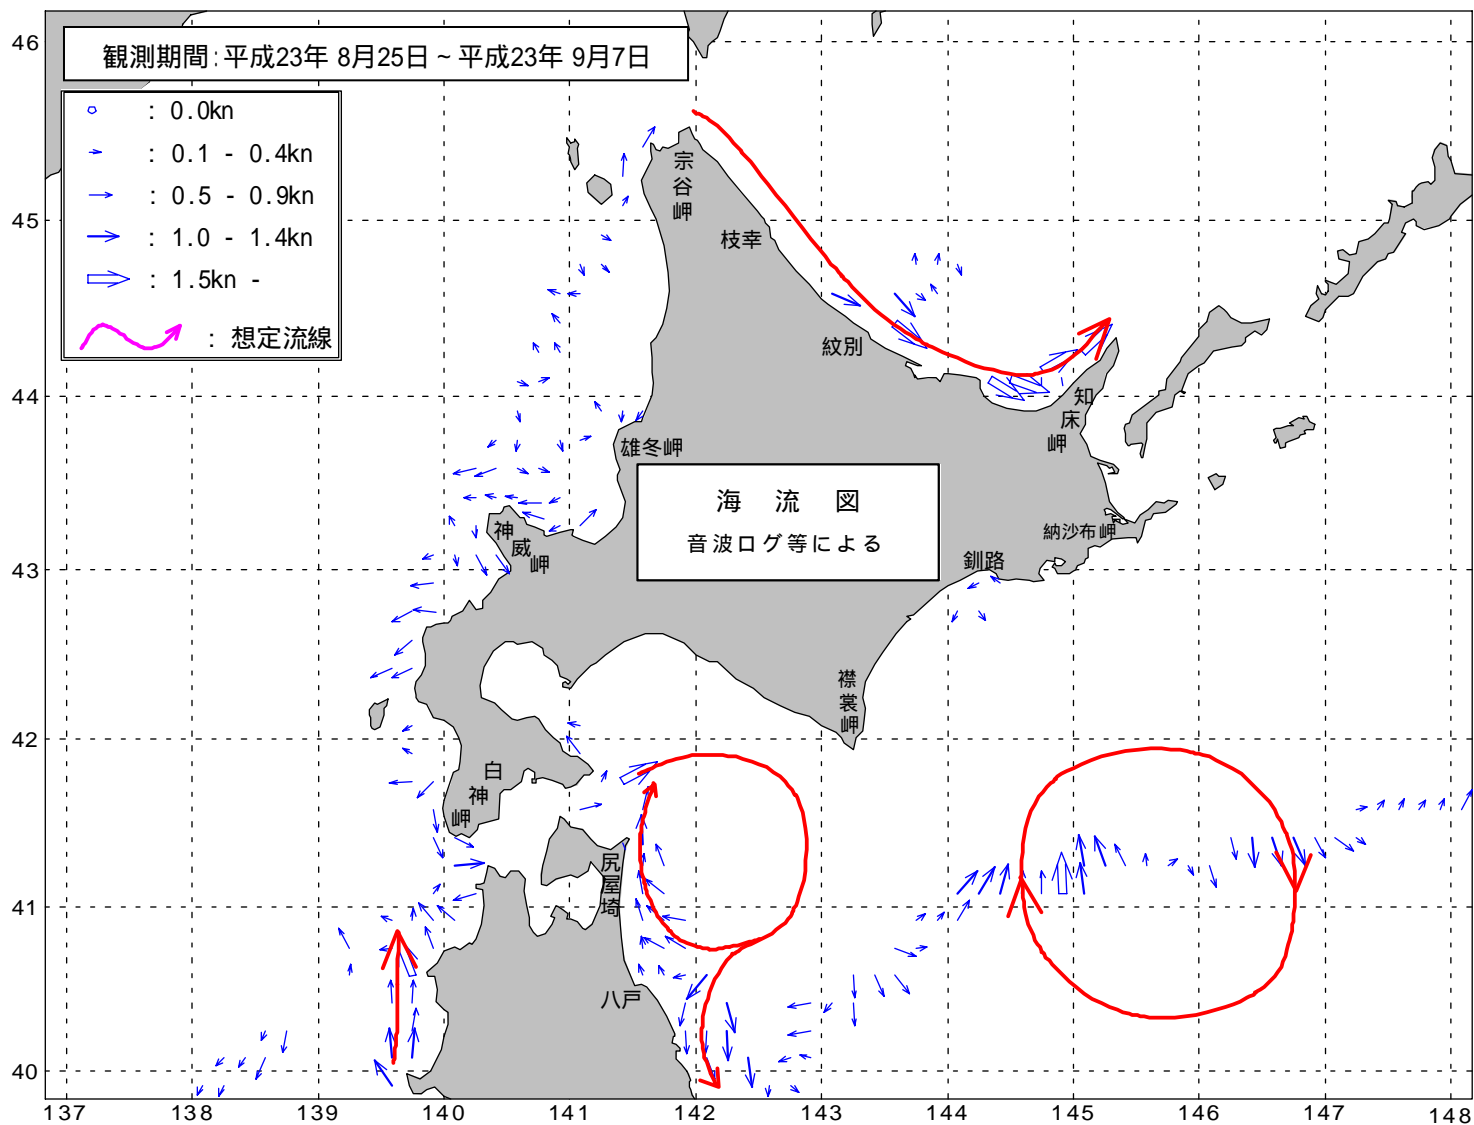 観測期間:平成23年 8月25日～平成23年 9月7日
: 0.0kn
: 0.1 - 0.4kn
: 0.5 - 0.9kn
: 1.0 - 1.4kn
: 1.5kn -
: 想定流線
宗谷岬
枝幸
紋別
知床岬
雄冬岬
海 流 図
音波ログ等による
神威岬
納沙布岬
釧路
襟裳岬
白神岬
尻屋埼
八戸
46
45
44
43
42
41
40
137 138 139 140 141 142 143 144 145 146 147 148